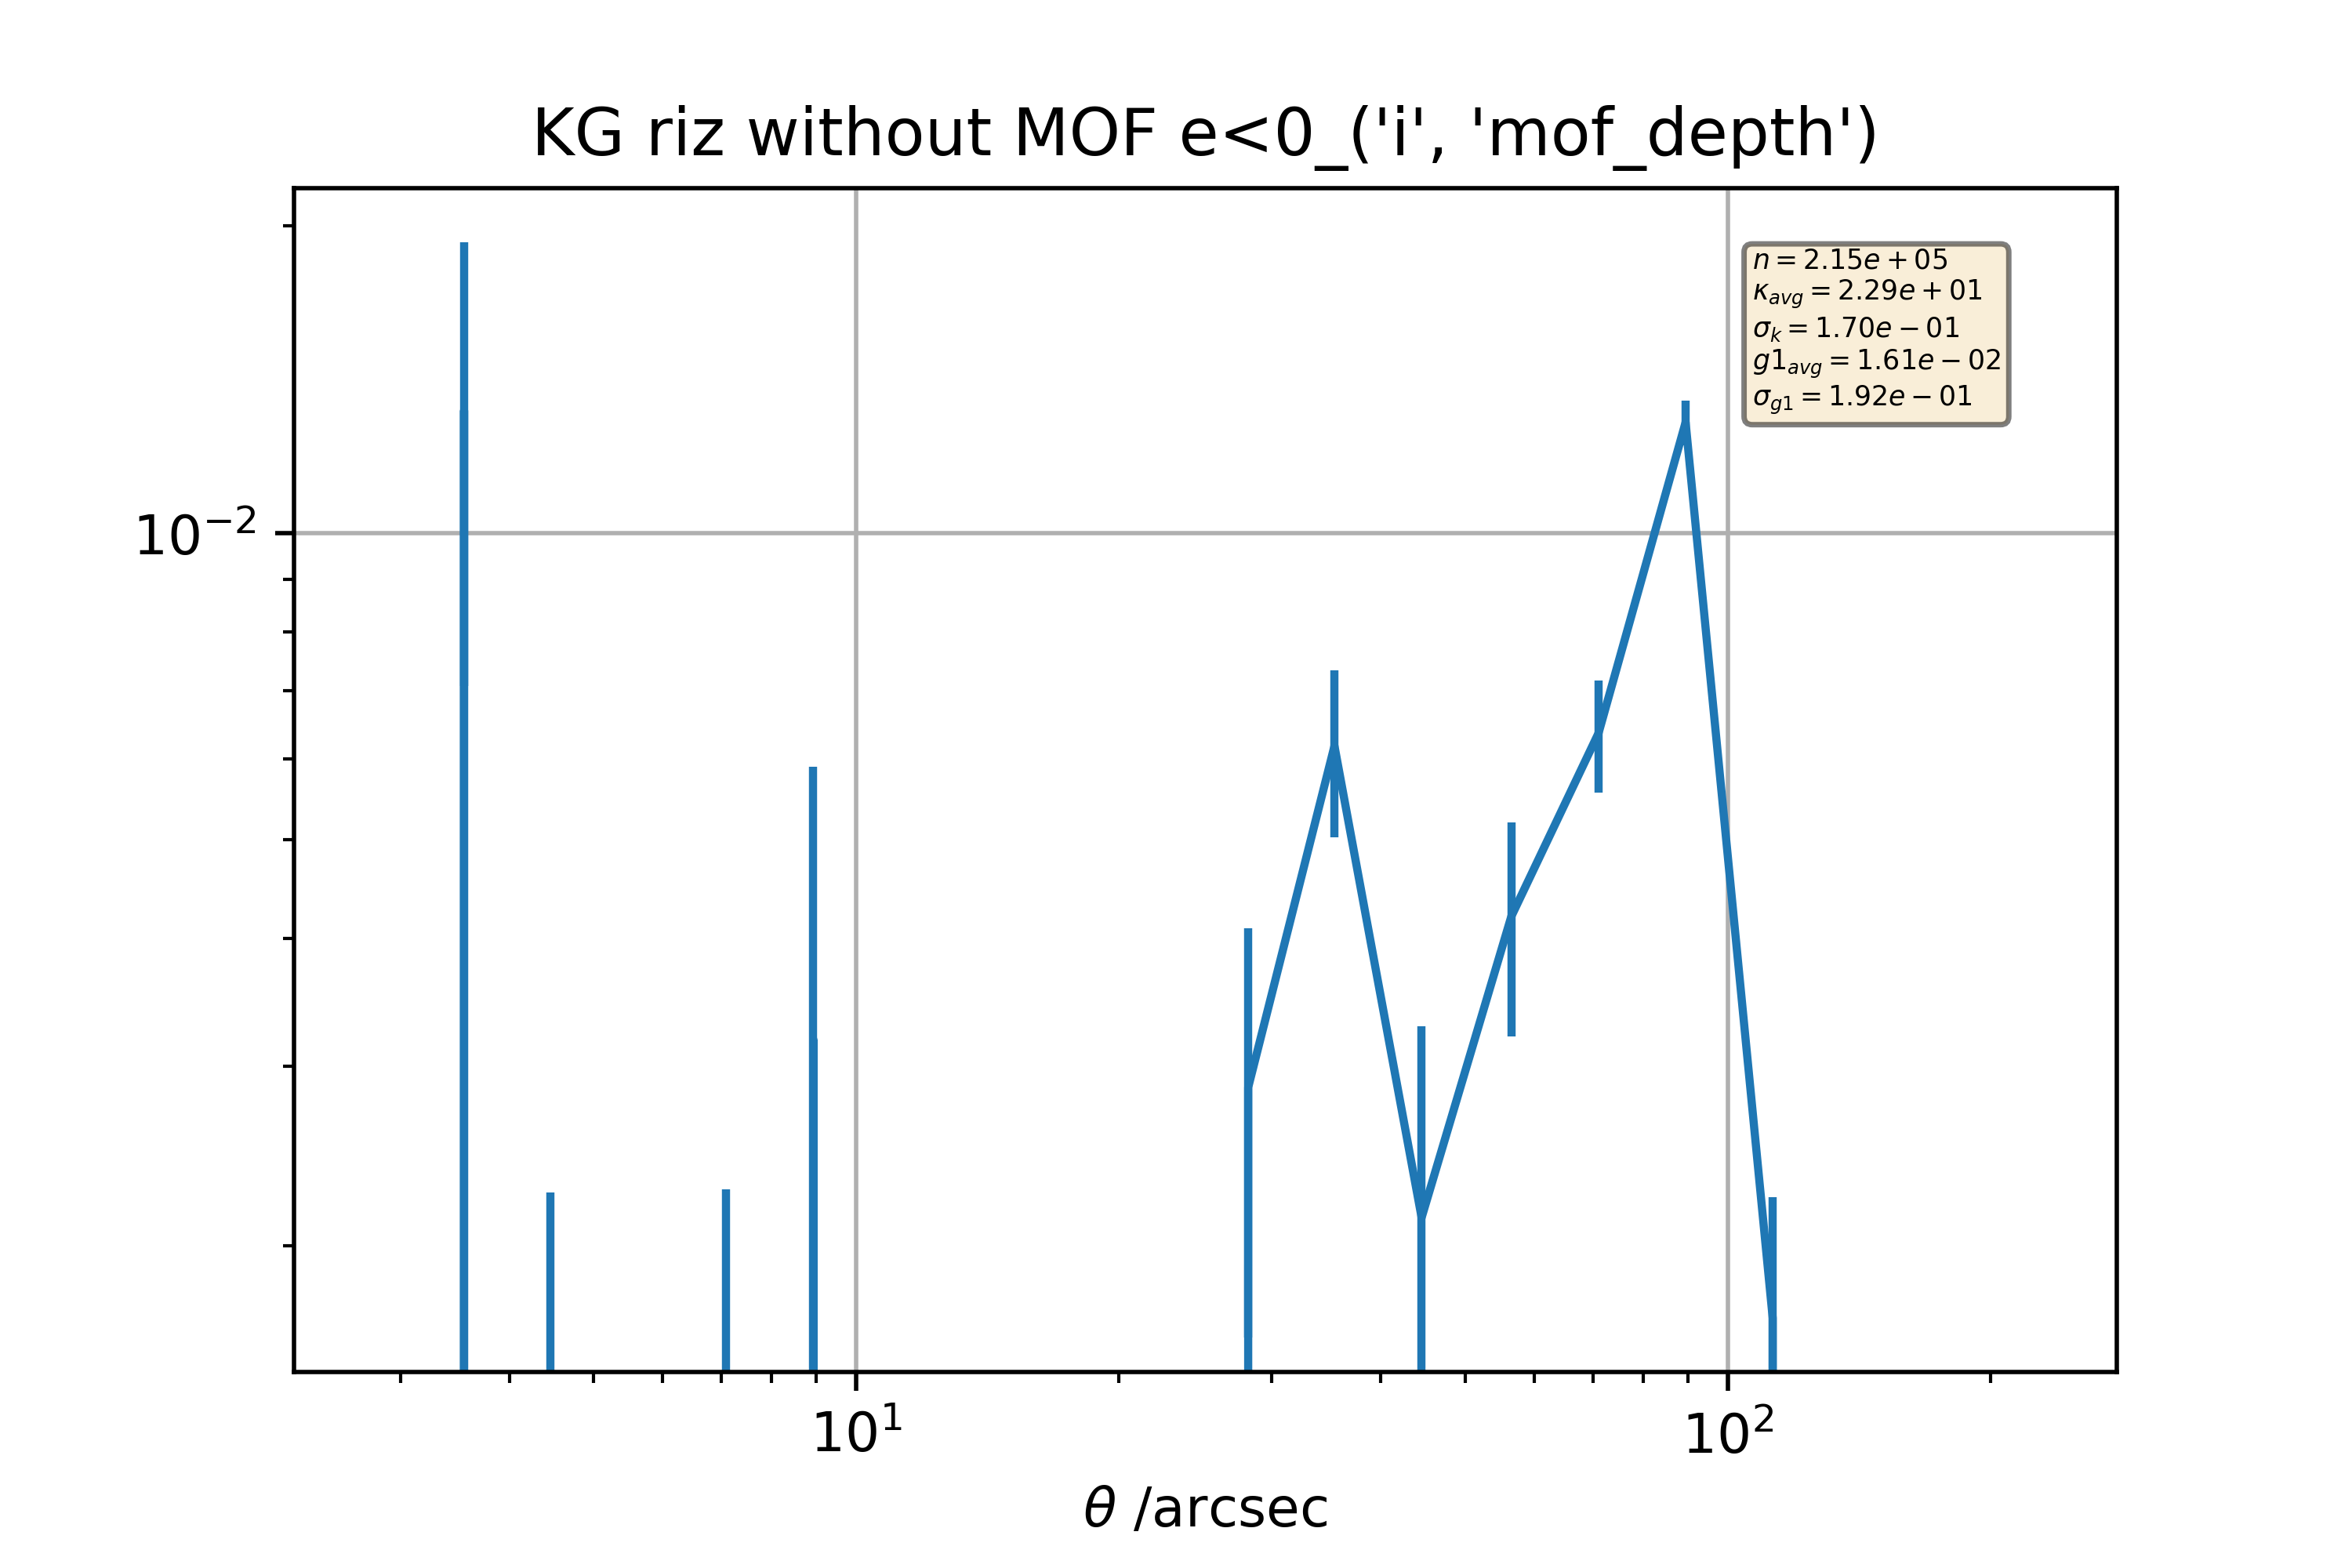 KG riz without MOF e<0_('i', 'mof_depth')
n = 2.15e + 05
κ_avg = 2.29e + 01
σ_k = 1.70e − 01
g1_avg = 1.61e − 02
σ_g1 = 1.92e − 01
10⁻²
10¹ 10²
θ /arcsec